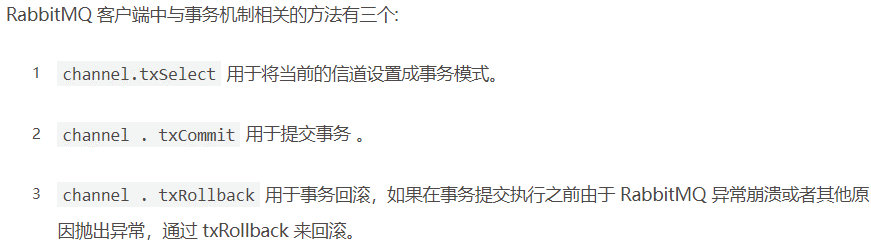 RabbitMQ 客户端中与事务机制相关的方法有三个:
1 channel.txSelect 用于将当前的信道设置成事务模式。
2 channel . txCommit 用于提交事务 。
3 channel . txRollback 用于事务回滚，如果在事务提交执行之前由于 RabbitMQ 异常崩溃或者其他原
因抛出异常，通过 txRollback 来回滚。